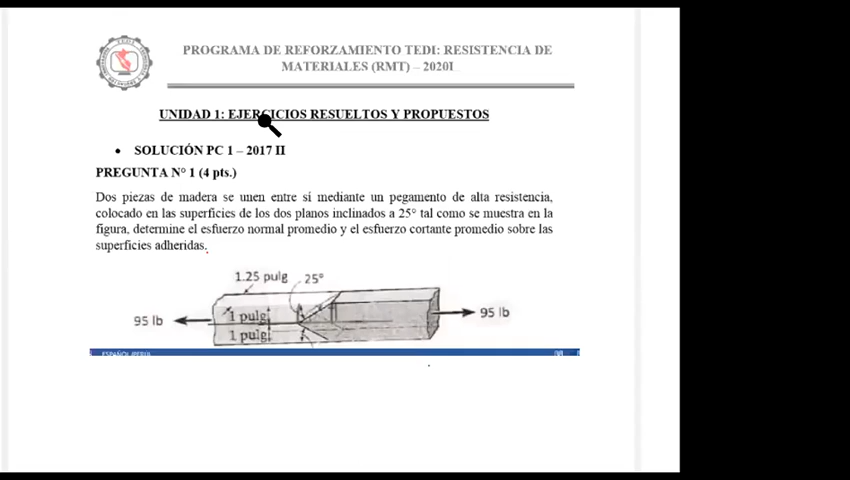 PROGRAMA DE REFORZAMIENTO TEDI: RESISTENCIA DE
MATERIALES (RMT) – 2020I
UNIDAD 1: EJERCICIOS RESUELTOS Y PROPUESTOS
• SOLUCIÓN PC 1 – 2017 II
PREGUNTA N° 1 (4 pts.)
Dos piezas de madera se unen entre sí mediante un pegamento de alta resistencia,
colocado en las superficies de los dos planos inclinados a 25° tal como se muestra en la
figura, determine el esfuerzo normal promedio y el esfuerzo cortante promedio sobre las
superficies adheridas.
1.25 pulg 25°
95 lb 1 pulg 95 lb
1 pulg